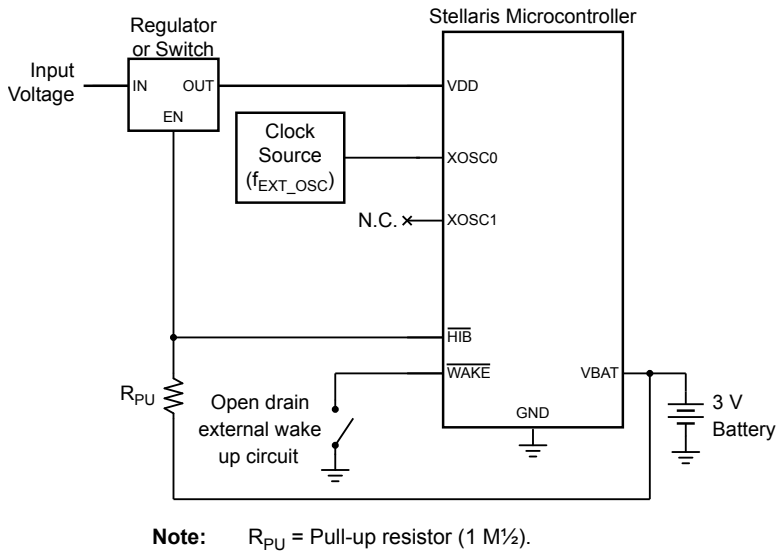 Stellaris Microcontroller
Regulator
or Switch
Input
Voltage
IN
OUT
EN
VDD
Clock
Source
(fEXT_OSC)
XOSC0
N.C.
XOSC1
HIB
WAKE
VBAT
RPU
Open drain
external wake
up circuit
GND
3 V
Battery
Note: RPU = Pull-up resistor (1 M½).